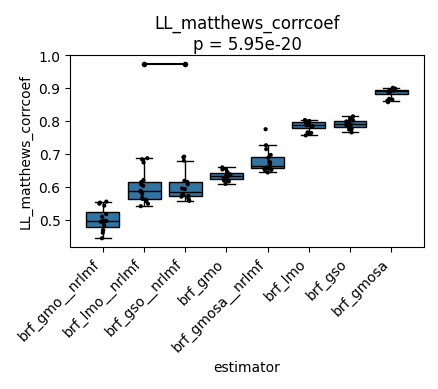 LL_matthews_corrcoef
p = 5.95e-20
LL_matthews_corrcoef
1.0
0.9
0.8
0.7
0.6
0.5
brf_gmo__nrlmf
brf_lmo__nrlmf
brf_gso__nrlmf
brf_gmo
brf_gmosa__nrlmf
brf_lmo
brf_gso
brf_gmosa
estimator